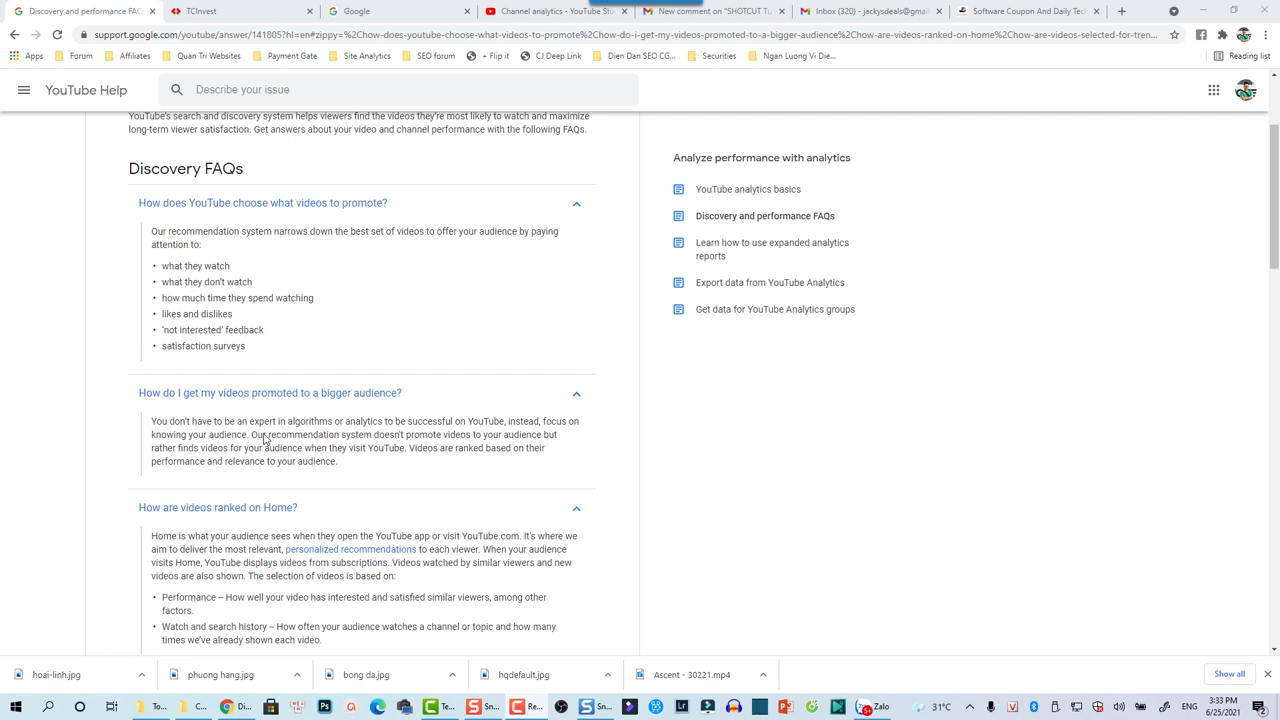 Discovery and performance FAQs
TCInvest
Google
Channel analytics - YouTube Stu
New comment on "SHOTCUT Tu
Inbox (320) - jackysdeals@gmail
Software Coupon And Daily Tech
support.google.com/youtube/answer/141805?hl=en#zippy=%2Chow-does-youtube-choose-what-videos-to-promote%2Chow-do-i-get-my-videos-promoted-to-a-bigger-audience%2Chow-are-videos-ranked-on-home%2Chow-are-videos-selected-for-tren...
Apps
Forum
Affiliates
Quan Tri Websites
Payment Gate
Site Analytics
SEO forum
+ Flip it
CJ Deep Link
Dien Dan SEO CG...
Securities
Ngan Luong Vi Die...
Reading list
YouTube Help
Describe your issue
YouTube's search and discovery system helps viewers find the videos they're most likely to watch and maximize
long-term viewer satisfaction. Get answers about your video and channel performance with the following FAQs.
Discovery FAQs
How does YouTube choose what videos to promote?
Our recommendation system narrows down the best set of videos to offer your audience by paying
attention to:
• what they watch
• what they don't watch
• how much time they spend watching
• likes and dislikes
• 'not interested' feedback
• satisfaction surveys
How do I get my videos promoted to a bigger audience?
You don't have to be an expert in algorithms or analytics to be successful on YouTube, instead, focus on
knowing your audience. Our recommendation system doesn't promote videos to your audience but
rather finds videos for your audience when they visit YouTube. Videos are ranked based on their
performance and relevance to your audience.
How are videos ranked on Home?
Home is what your audience sees when they open the YouTube app or visit YouTube.com. It's where we
aim to deliver the most relevant, personalized recommendations to each viewer. When your audience
visits Home, YouTube displays videos from subscriptions. Videos watched by similar viewers and new
videos are also shown. The selection of videos is based on:
• Performance – How well your video has interested and satisfied similar viewers, among other
factors.
• Watch and search history – How often your audience watches a channel or topic and how many
times we've already shown each video.
Analyze performance with analytics
YouTube analytics basics
Discovery and performance FAQs
Learn how to use expanded analytics
reports
Export data from YouTube Analytics
Get data for YouTube Analytics groups
hoai-linh.jpg
phuong hang.jpg
bong da.jpg
hqdefault.jpg
Ascent - 30221.mp4
Show all
To...
C...
Di...
Te...
Sn...
Re...
Sn...
Zalo
31°C
ENG
3:33 PM
6/25/2021